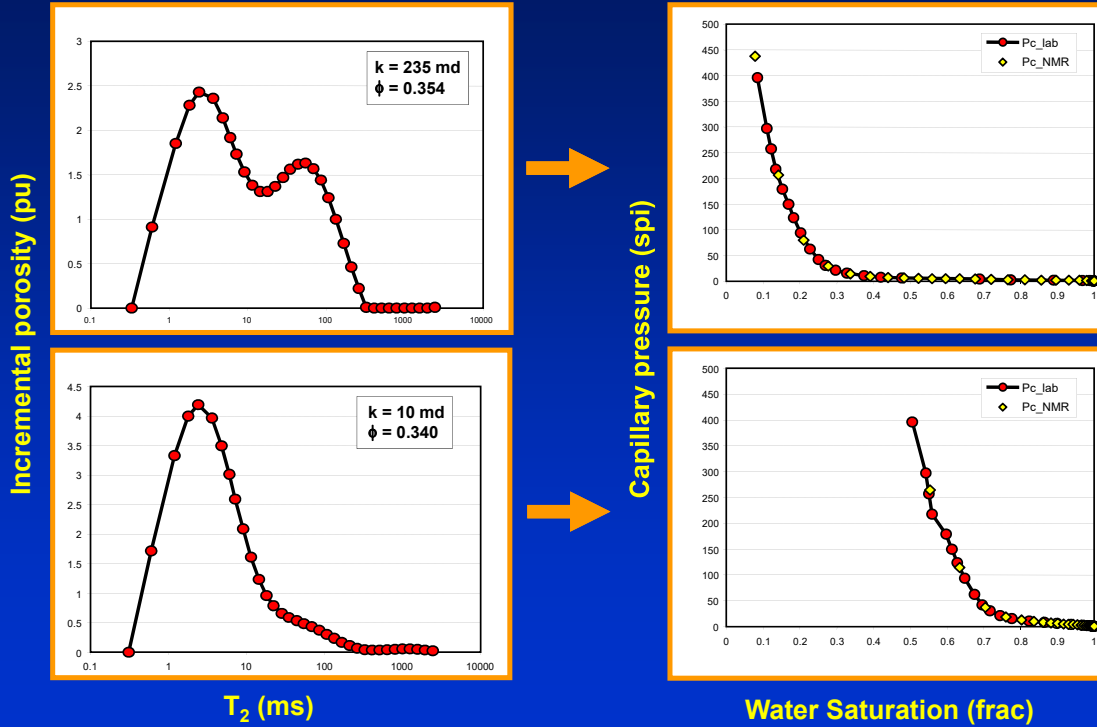 Incremental porosity (pu)
3
2.5
2
1.5
1
0.5
0
0.1 1 10 100 1000 10000
k = 235 md
ϕ = 0.354
4.5
4
3.5
3
2.5
2
1.5
1
0.5
0
0.1 1 10 100 1000 10000
k = 10 md
ϕ = 0.340
T₂ (ms)
Capillary pressure (spi)
500
450
400
350
300
250
200
150
100
50
0
0 0.1 0.2 0.3 0.4 0.5 0.6 0.7 0.8 0.9 1
Pc_lab
Pc_NMR
500
450
400
350
300
250
200
150
100
50
0
0 0.1 0.2 0.3 0.4 0.5 0.6 0.7 0.8 0.9 1
Pc_lab
Pc_NMR
Water Saturation (frac)